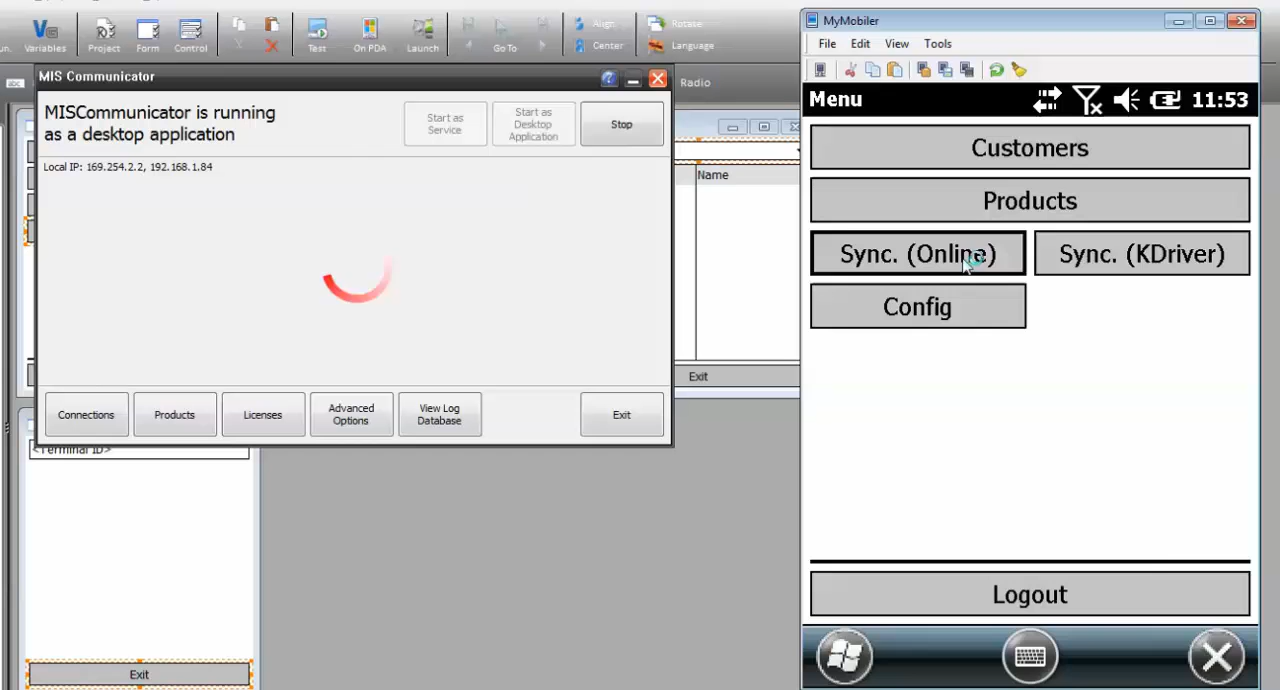 Variables
Project
Form
Control
Test
On PDA
Launch
Go To
Align
Center
Rotate
Language
Radio
MIS Communicator
MISCommunicator is running
as a desktop application
Start as
Service
Start as
Desktop
Application
Stop
Local IP: 169.254.2.2, 192.168.1.84
Connections
Products
Licenses
Advanced
Options
View Log
Database
Exit
Name
Exit
<Terminal ID>
Exit
MyMobiler
File Edit View Tools
Menu 11:53
Customers
Products
Sync. (Online) Sync. (KDriver)
Config
Logout